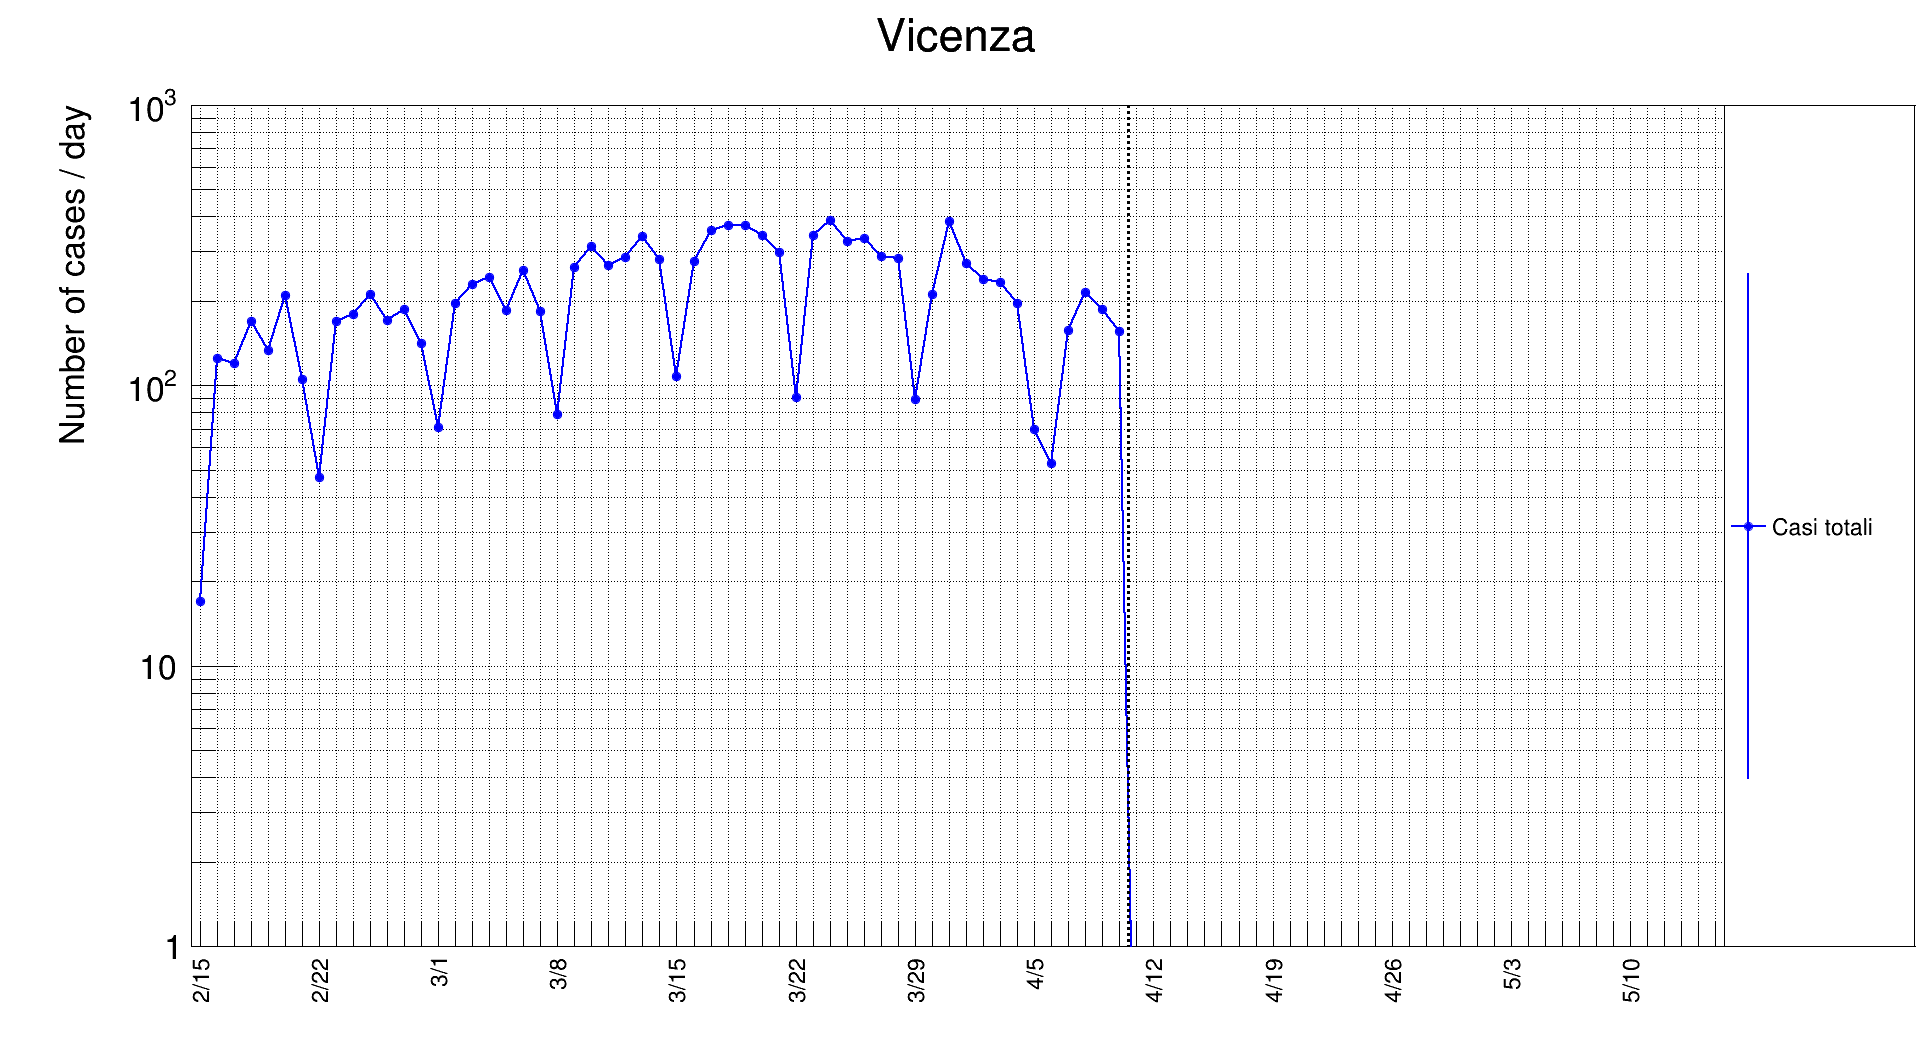 Vicenza
Number of cases / day
10³
10²
10
1
2/15 2/22 3/1 3/8 3/15 3/22 3/29 4/5 4/12 4/19 4/26 5/3 5/10
Casi totali